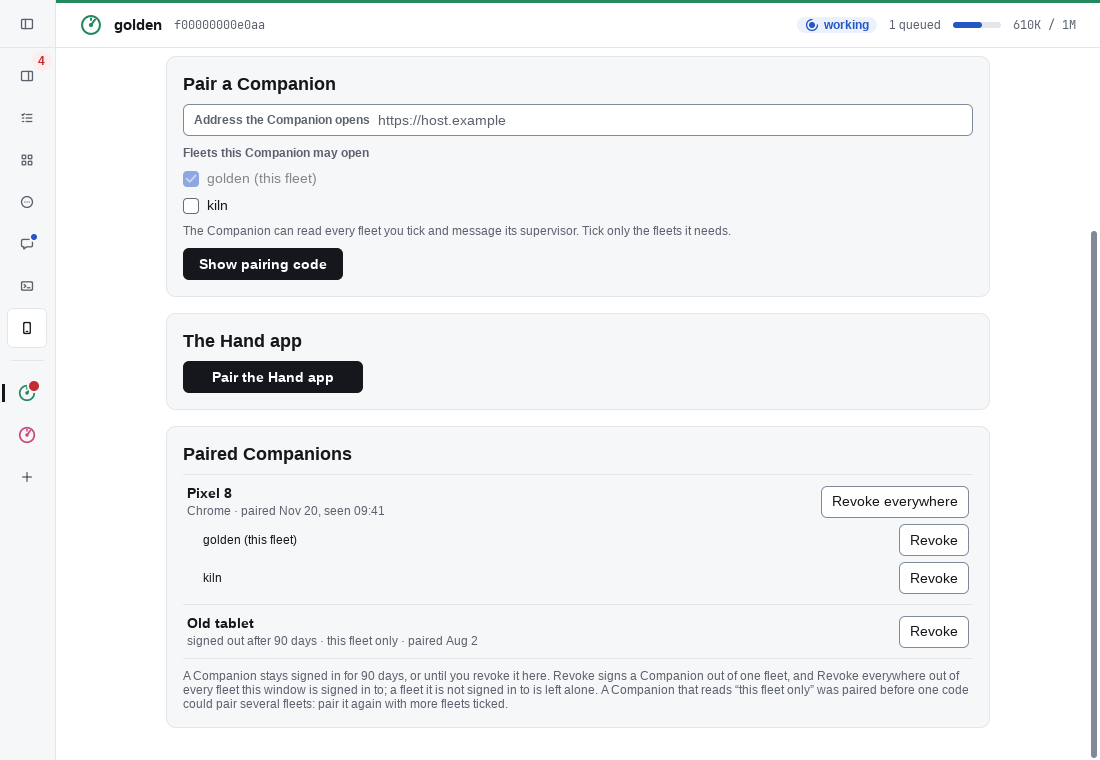 golden f00000000e0aa working 1 queued 610K / 1M
4
Pair a Companion
Address the Companion opens https://host.example
Fleets this Companion may open
golden (this fleet)
kiln
The Companion can read every fleet you tick and message its supervisor. Tick only the fleets it needs.
Show pairing code
The Hand app
Pair the Hand app
Paired Companions
Pixel 8
Revoke everywhere
Chrome · paired Nov 20, seen 09:41
golden (this fleet) Revoke
kiln Revoke
Old tablet
Revoke
signed out after 90 days · this fleet only · paired Aug 2
A Companion stays signed in for 90 days, or until you revoke it here. Revoke signs a Companion out of one fleet, and Revoke everywhere out of
every fleet this window is signed in to; a fleet it is not signed in to is left alone. A Companion that reads “this fleet only” was paired before one code
could pair several fleets: pair it again with more fleets ticked.